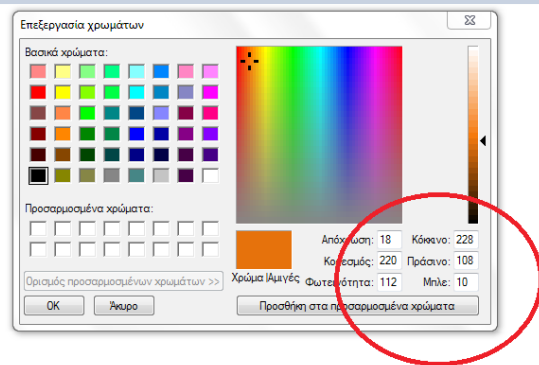 Επεξεργασία χρωμάτων
Βασικά χρώματα:
Προσαρμοσμένα χρώματα:
Ορισμός προσαρμοσμένων χρωμάτων >>
OK Άκυρο
Χρώμα |Αμιγές
Απόχρωση: 18 Κόκκινο: 228
Κορεσμός: 220 Πράσινο: 108
Φωτεινότητα: 112 Μπλε: 10
Προσθήκη στα προσαρμοσμένα χρώματα